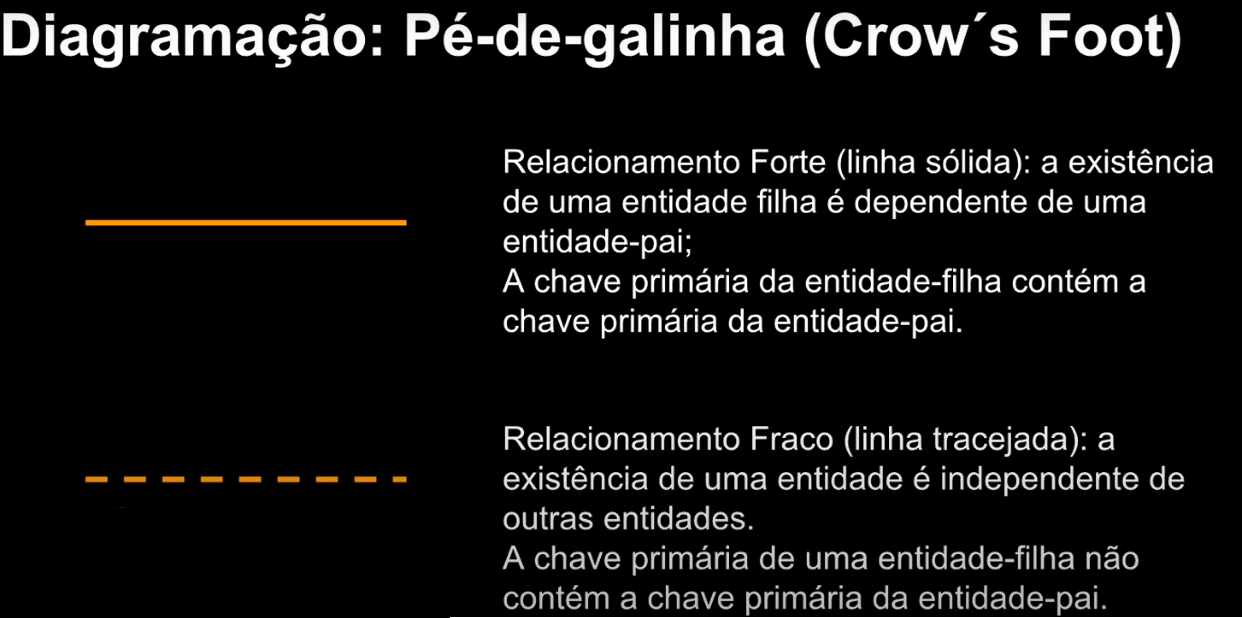 Diagramação: Pé-de-galinha (Crow´s Foot)
Relacionamento Forte (linha sólida): a existência
de uma entidade filha é dependente de uma
entidade-pai;
A chave primária da entidade-filha contém a
chave primária da entidade-pai.
Relacionamento Fraco (linha tracejada): a
existência de uma entidade é independente de
outras entidades.
A chave primária de uma entidade-filha não
contém a chave primária da entidade-pai.